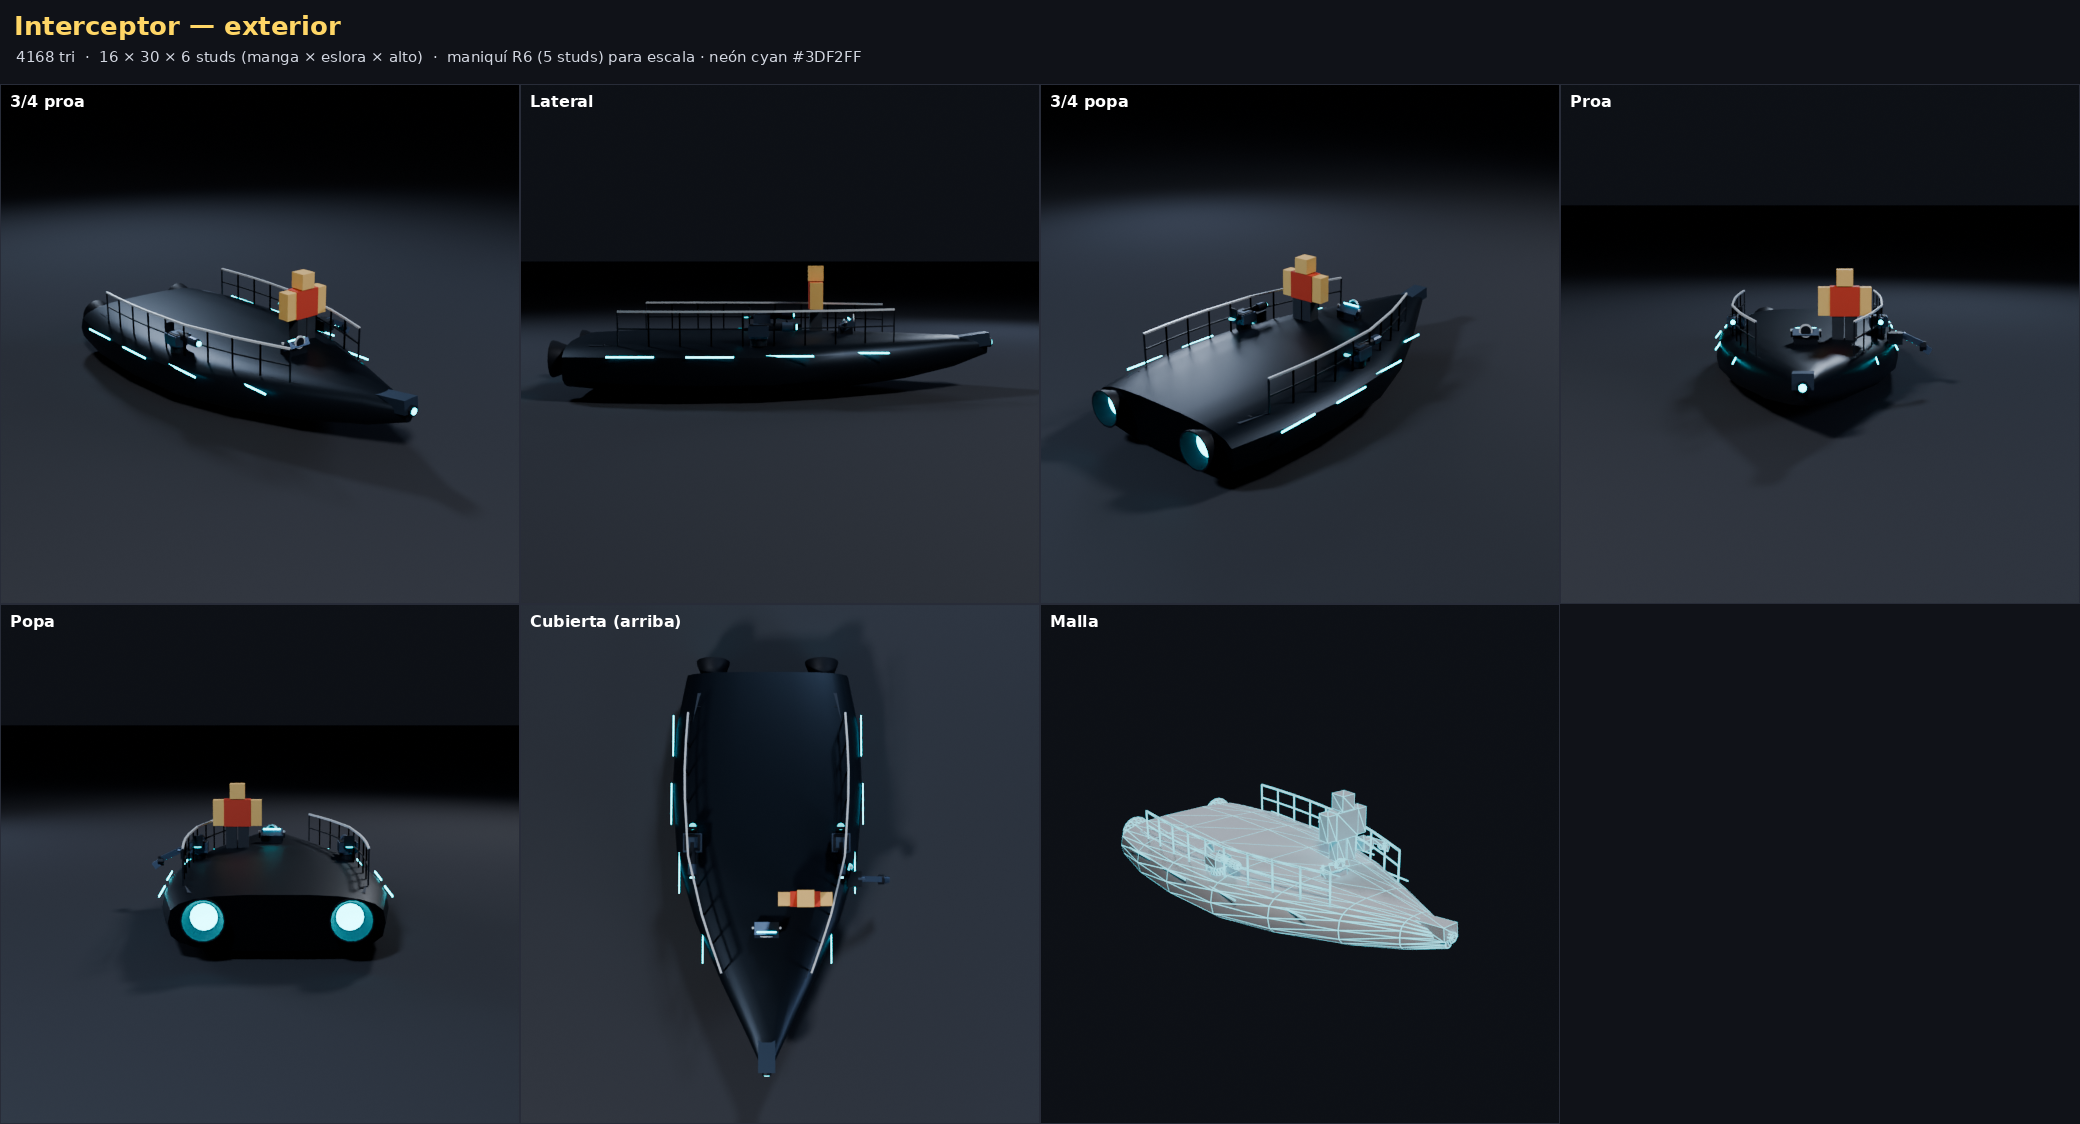 Interceptor — exterior
4168 tri · 16 × 30 × 6 studs (manga × eslora × alto) · maniquí R6 (5 studs) para escala · neón cyan #3DF2FF
3/4 proa
Lateral
3/4 popa
Proa
Popa
Cubierta (arriba)
Malla